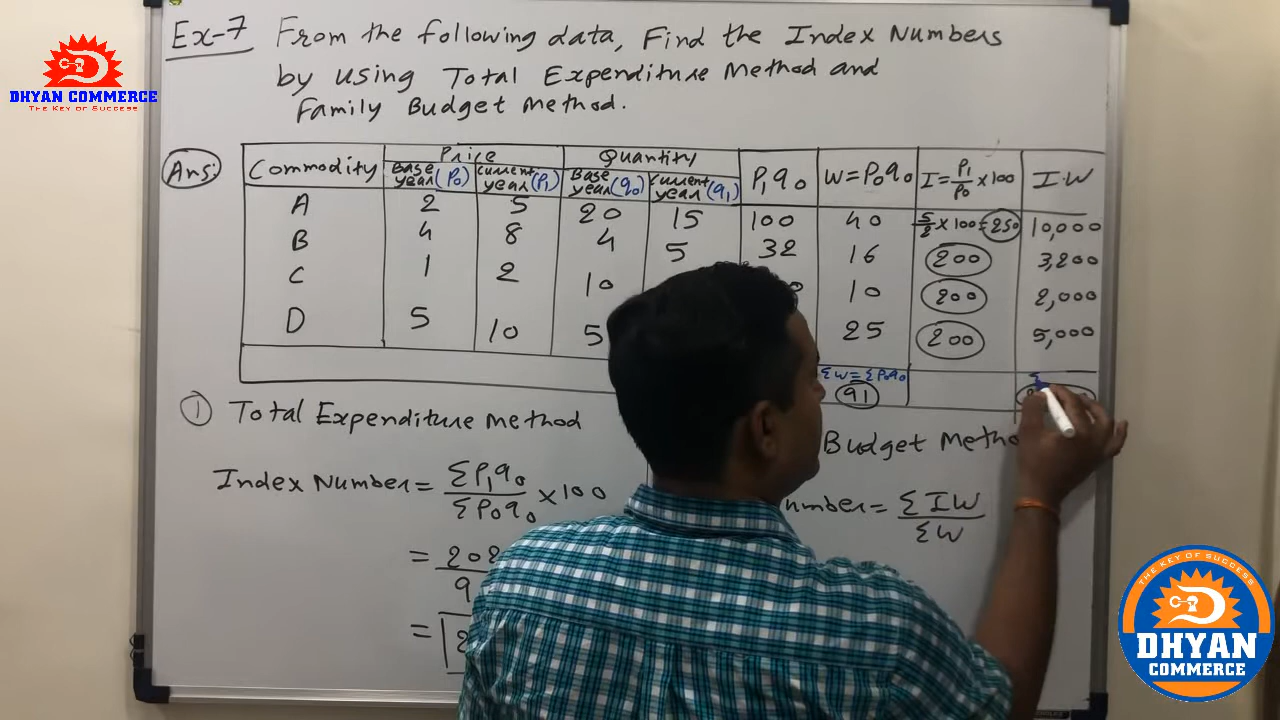 Ex-7 From the following data, Find the Index Numbers
by using Total Expenditure Method and
Family Budget Method.
DHYAN COMMERCE
The Key of Success
Ans:
Commodity Price Quantity P₁q₀ W=P₀q₀ I=P₁/P₀×100 I.W
Base year (P₀) Current year (P₁) Base year (q₀) Current year (q₁)
A 2 5 20 15 100 40 5/2×100=250 10,000
B 4 8 4 5 32 16 200 3,200
C 1 2 10 10 200 2,000
D 5 10 5 25 200 5,000
ΣW=ΣP₀q₀
91
① Total Expenditure Method
Index Number = ΣP₁q₀/ΣP₀q₀ ×100
=
=
Budget
= ΣIW/ΣW
THE KEY OF SUCCESS
DHYAN
COMMERCE